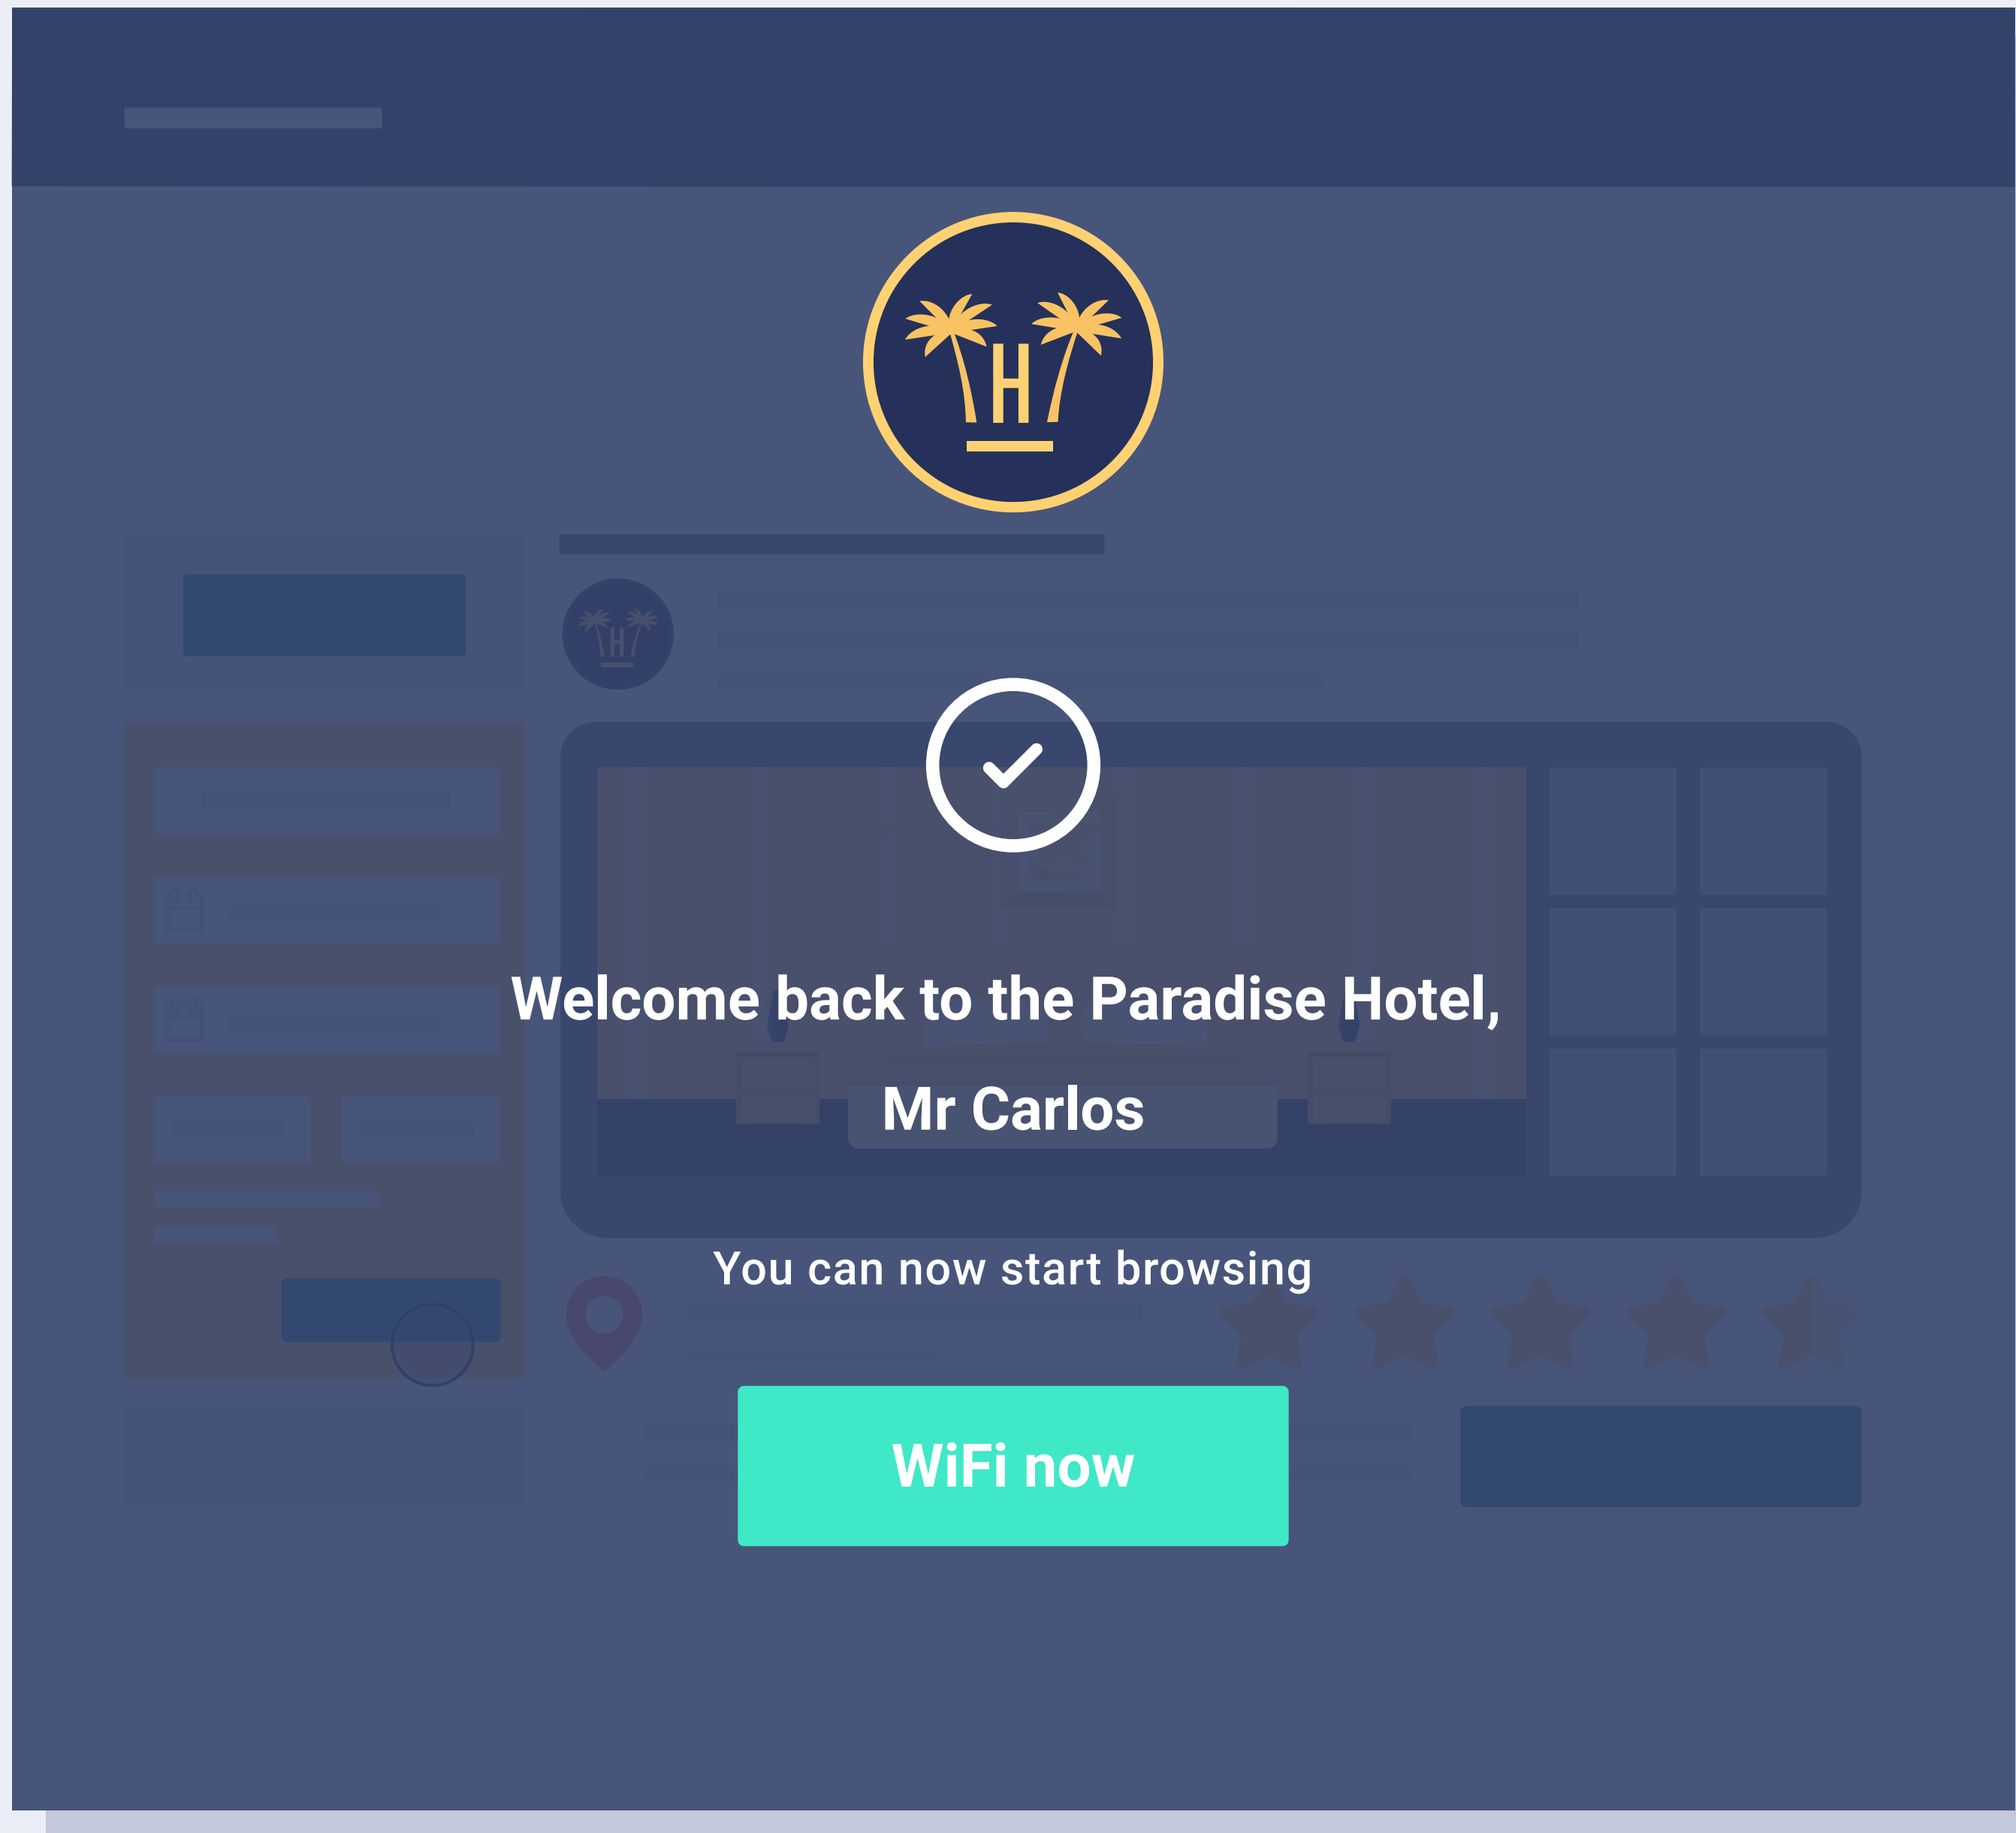 H
H
Welcome back to the Paradise Hotel,
Mr Carlos
You can now start browsing
WiFi now